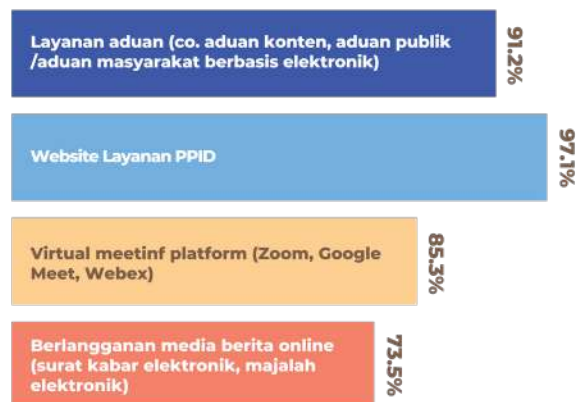 Layanan aduan (co. aduan konten, aduan publik
/aduan masyarakat berbasis elektronik)
91.2%
Website Layanan PPID
97.1%
Virtual meetinf platform (Zoom, Google
Meet, Webex)
85.3%
Berlangganan media berita online
(surat kabar elektronik, majalah
elektronik)
73.5%